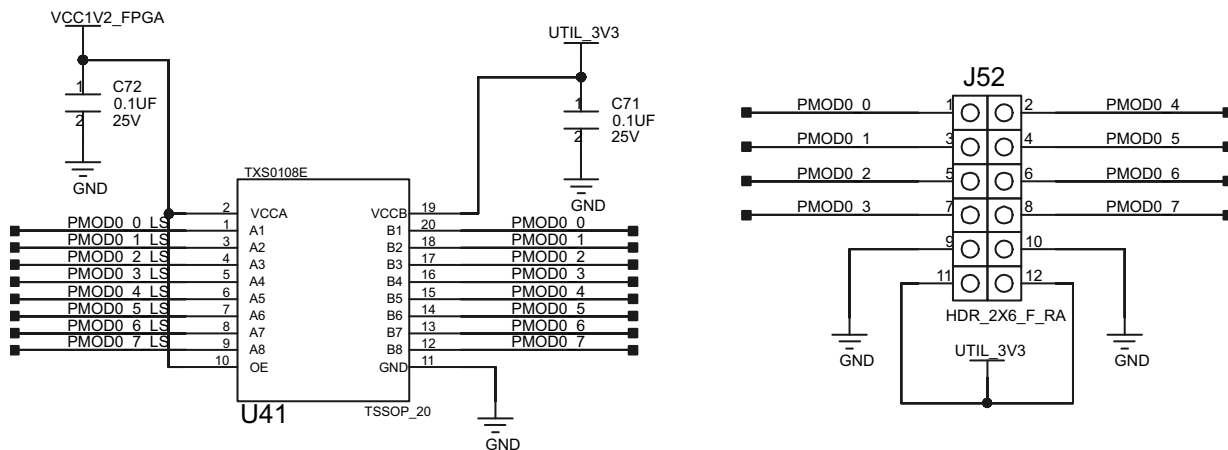 VCC1V2_FPGA
1
C72
0.1UF
2
25V
GND
UTIL_3V3
1
C71
0.1UF
2
25V
GND
TXS0108E
2 VCCA VCCB 19
PMOD0_0_LS 1 A1 B1 20 PMOD0_0
PMOD0_1_LS 3 A2 B2 18 PMOD0_1
PMOD0_2_LS 4 A3 B3 17 PMOD0_2
PMOD0_3_LS 5 A4 B4 16 PMOD0_3
PMOD0_4_LS 6 A5 B5 15 PMOD0_4
PMOD0_5_LS 7 A6 B6 14 PMOD0_5
PMOD0_6_LS 8 A7 B7 13 PMOD0_6
PMOD0_7_LS 9 A8 B8 12 PMOD0_7
10 OE GND 11
U41
TSSOP_20
GND
J52
PMOD0_0 1 2 PMOD0_4
PMOD0_1 3 4 PMOD0_5
PMOD0_2 5 6 PMOD0_6
PMOD0_3 7 8 PMOD0_7
9 10
11 12
HDR_2X6_F_RA
GND
UTIL_3V3
GND